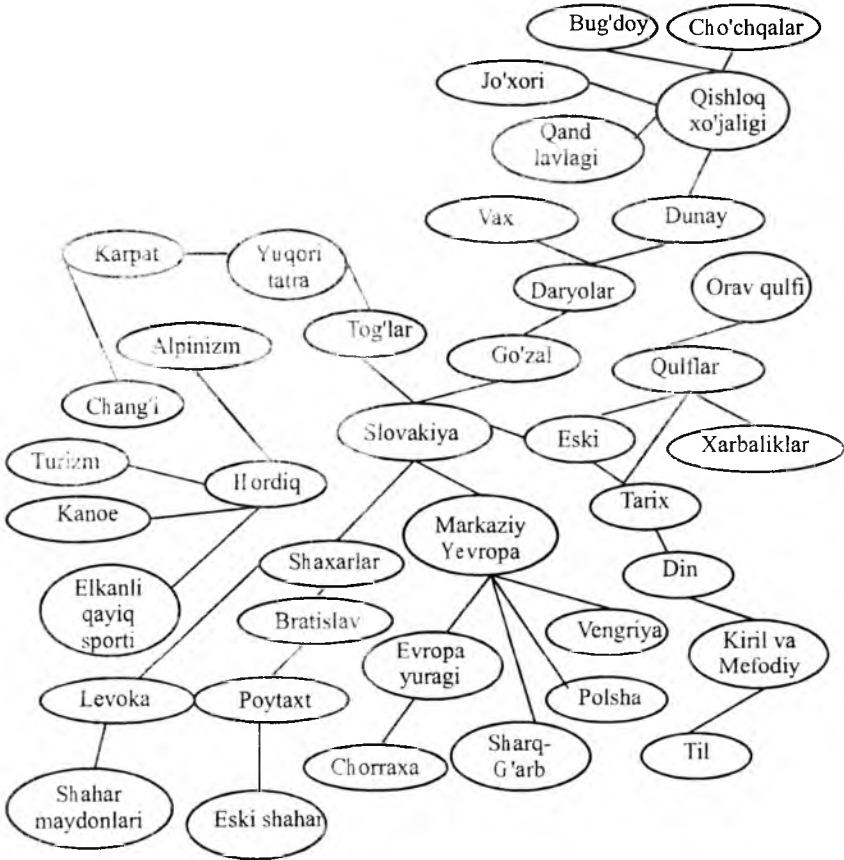 Bug'doy
Cho'chqalar
Jo'xori
Qishloq
xo'jaligi
Qand
lavlagi
Vax
Dunay
Karpat
Yuqori
tatra
Daryolar
Orav qulfi
Tog'lar
Alpinizm
Go'zal
Qulflar
Chang'i
Slovakiya
Eski
Xarbaliklar
Turizm
Hordiq
Kanoe
Tarix
Markaziy
Yevropa
Shaxarlar
Din
Elkanli
qayiq
sporti
Bratislav
Vengriya
Kiril va
Mefodiy
Evropa
yuragi
Levoka
Poytaxt
Polsha
Chorraxa
Sharq-
G'arb
Til
Shahar
maydonlari
Eski shahar